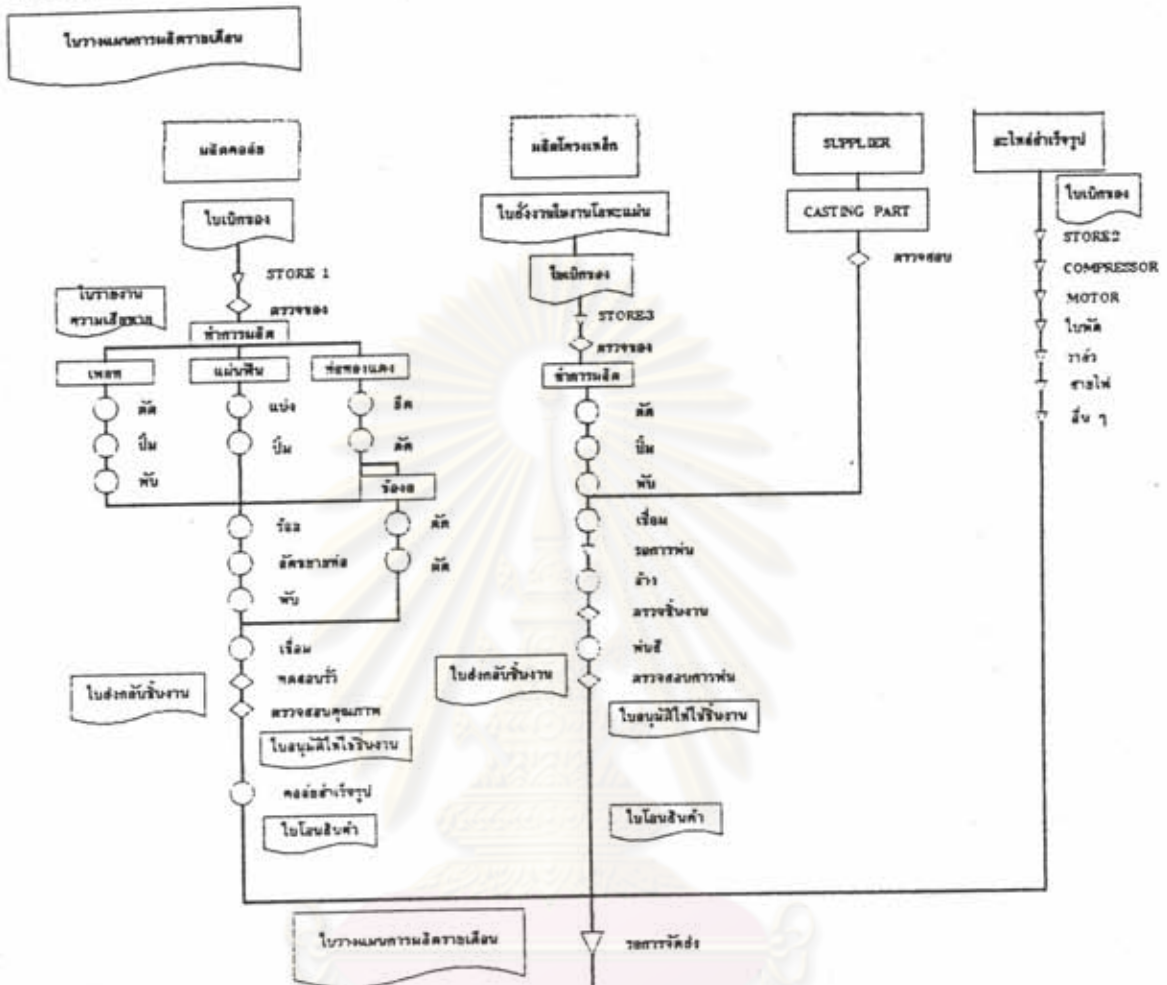 ใบวางแผนการผลิตรายเดือน
ผลิตคอล์ย
ผลิตโครงเหล็ก
SUPPLIER
อะไหล่สำเร็จรูป
ใบเบิกของ
ใบสั่งงานในงานโลหะแผ่น
CASTING PART
ใบเบิกของ
STORE 1
ใบเบิกของ
ตรวจสอบ
STORE2
COMPRESSOR
ใบรายงาน
ความเสียหาย
ตรวจของ
STORE3
MOTOR
ทำการผลิต
ตรวจของ
ใบพัด
เพลท
แผ่นฟิน
ท่อทองแดง
ทำการผลิต
วาล์ว
สายไฟ
ตัด
แบ่ง
ยืด
ตัด
อื่น ๆ
ปั๊ม
ปั๊ม
ตัด
ปั๊ม
พับ
พับ
ร้อย
ตัด
เชื่อม
อัดขยายท่อ
ดัด
รอการพ่น
พับ
ล้าง
ตรวจชิ้นงาน
เชื่อม
พ่นสี
ทดสอบรั่ว
ใบส่งกลับชิ้นงาน
ใบส่งกลับชิ้นงาน
ตรวจสอบการพ่น
ตรวจสอบคุณภาพ
ใบอนุมัติให้ใช้ชิ้นงาน
ใบอนุมัติให้ใช้ชิ้นงาน
คอล์ยสำเร็จรูป
ใบโอนสินค้า
ใบโอนสินค้า
ใบวางแผนการผลิตรายเดือน
รอการจัดส่ง